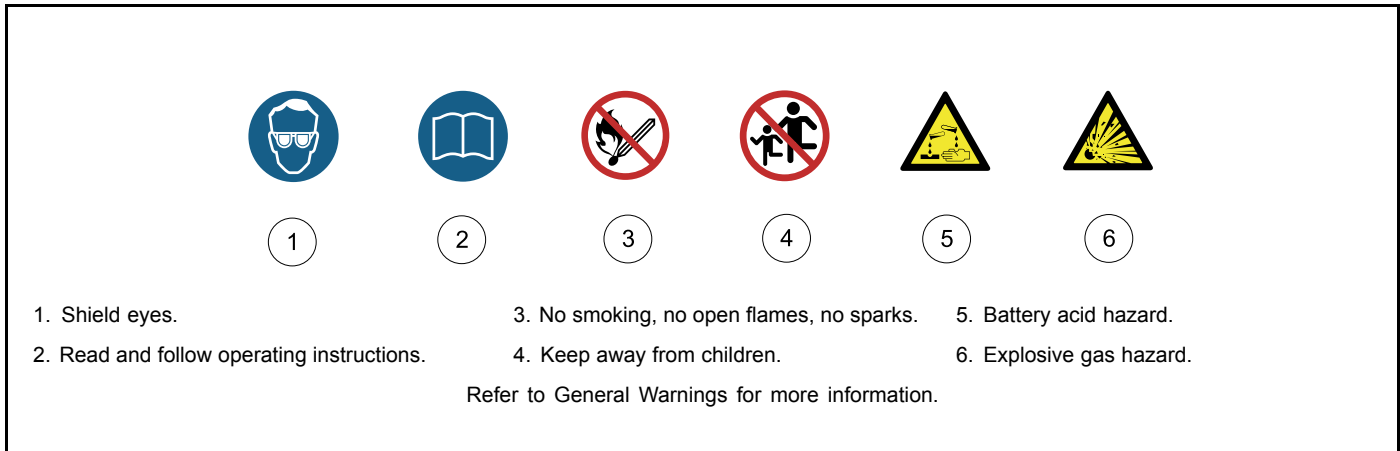 1
2
3
4
5
6
1. Shield eyes.
2. Read and follow operating instructions.
3. No smoking, no open flames, no sparks.
4. Keep away from children.
5. Battery acid hazard.
6. Explosive gas hazard.
Refer to General Warnings for more information.